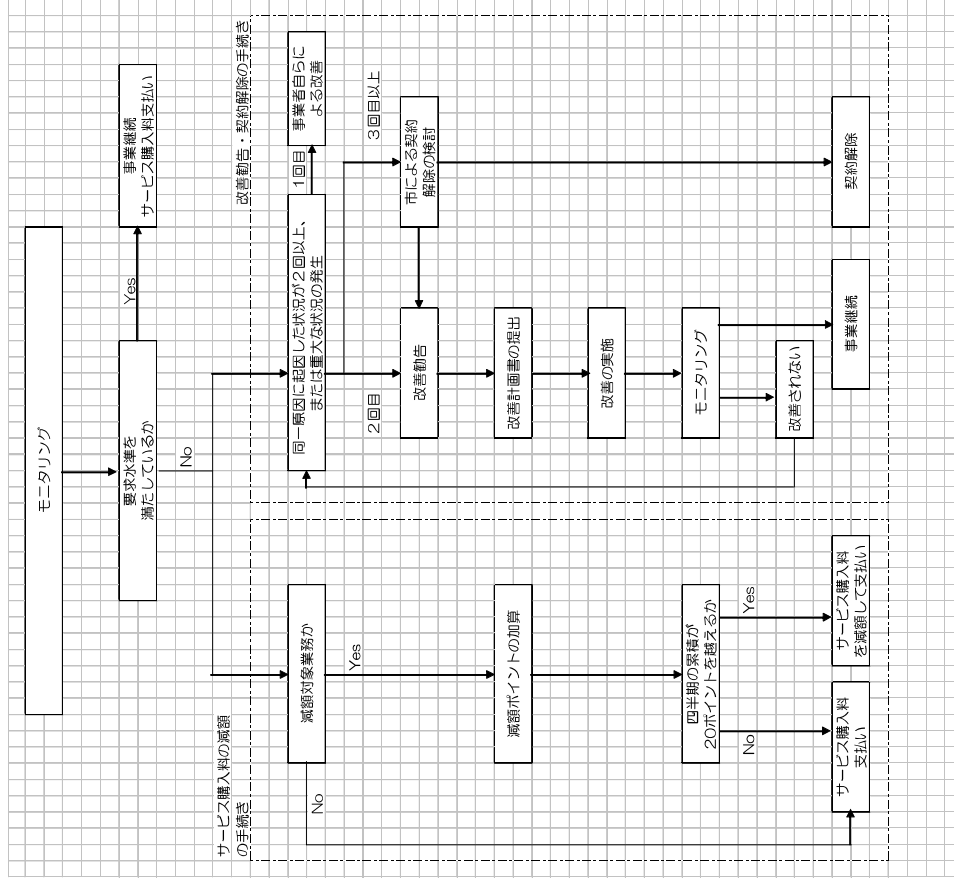 モニタリング
要求水準を
満たしているか
Yes
事業継続
サービス購入料支払い
No
サービス購入料の減額
の手続き
減額対象業務か
Yes
No
減額ポイントの加算
四半期の累積が
20ポイントを越えるか
No
Yes
サービス購入料
支払い
サービス購入料
を減額して支払い
改善勧告・契約解除の手続き
同一原因に起因した状況が2回以上、
または重大な状況の発生
1回目
事業者自らに
よる改善
2回目
3回目以上
改善勧告
市による契約
解除の検討
改善計画書の提出
改善の実施
モニタリング
改善されない
事業継続
契約解除